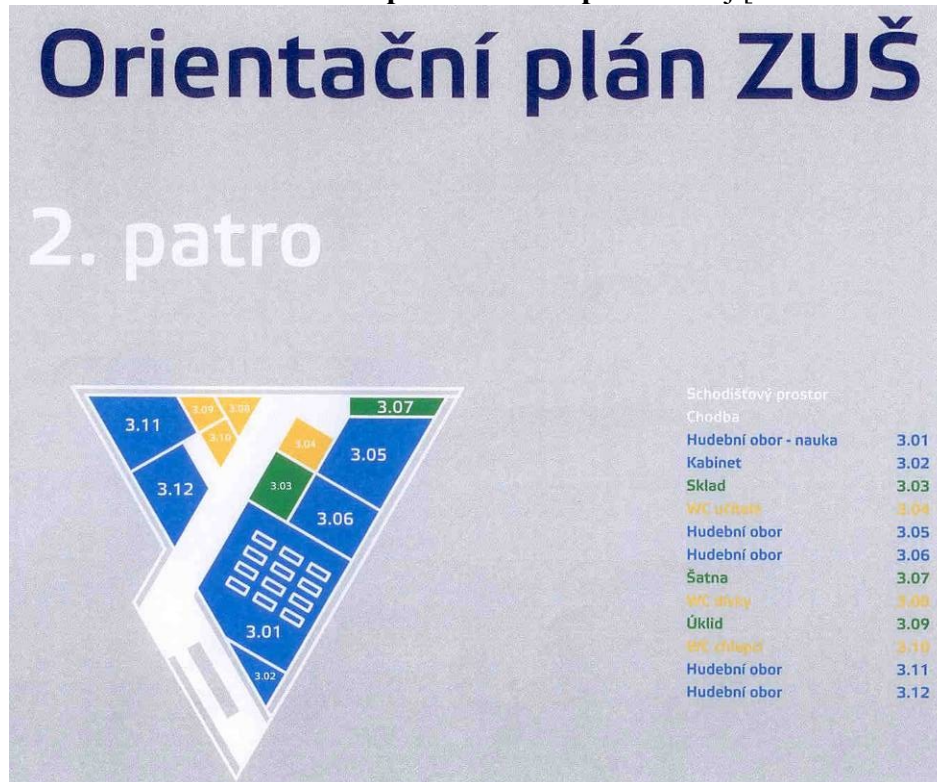 Orientační plán ZUŠ
2. patro
3.11
3.09
3.08
3.10
3.12
3.07
3.04
3.05
3.03
3.06
3.01
3.02
Schodišťový prostor
Chodba
Hudební obor - nauka 3.01
Kabinet 3.02
Sklad 3.03
WC učitelé 3.04
Hudební obor 3.05
Hudební obor 3.06
Šatna 3.07
WC dívky 3.08
Úklid 3.09
WC chlapci 3.10
Hudební obor 3.11
Hudební obor 3.12